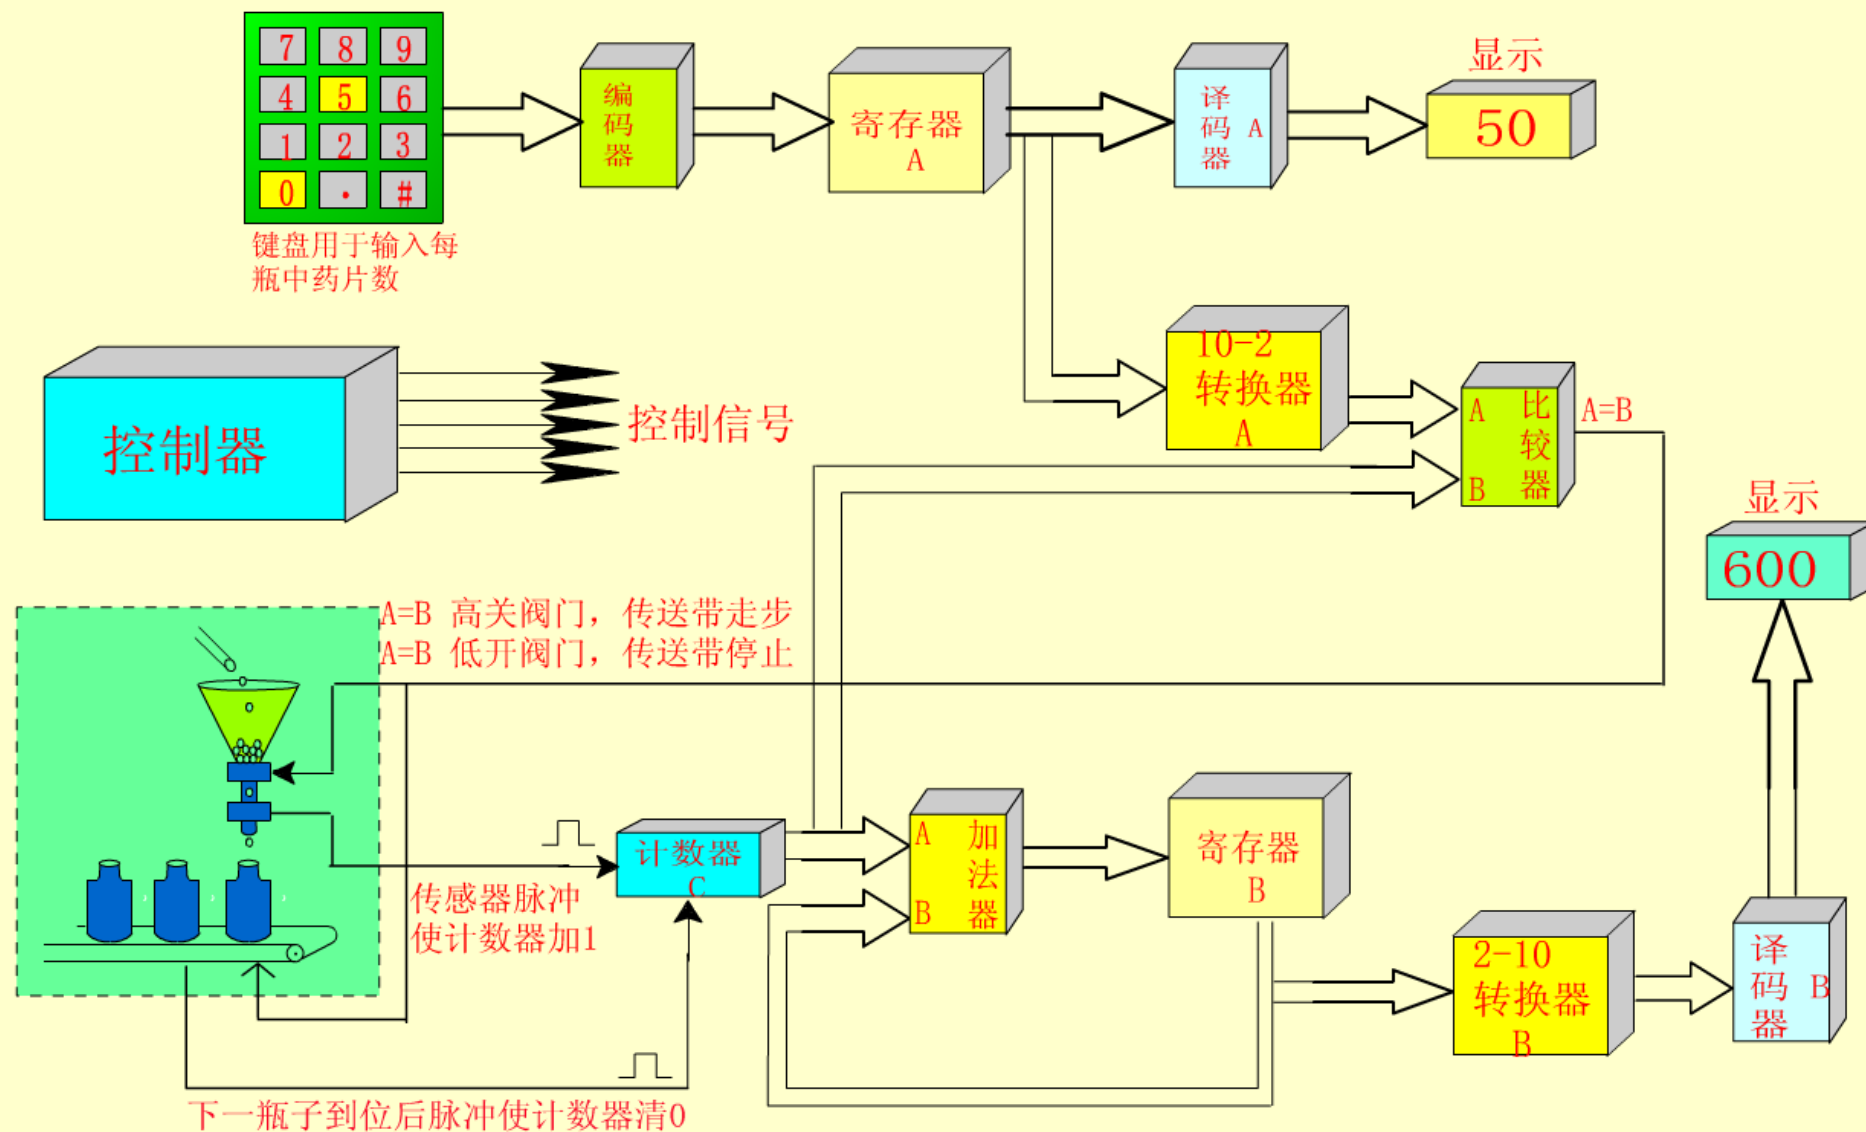 7 8 9
4 5 6
1 2 3
0 · #
键盘用于输入每
瓶中药片数
编码器
寄存器
A
译码器 A
显示
50
控制器
控制信号
10-2
转换器
A
A
B
比较器
A=B
显示
600
A=B 高关阀门，传送带走步
A=B 低开阀门，传送带停止
计数器
C
传感器脉冲
使计数器加1
A
B
加法器
寄存器
B
2-10
转换器
B
译码器 B
下一瓶子到位后脉冲使计数器清0